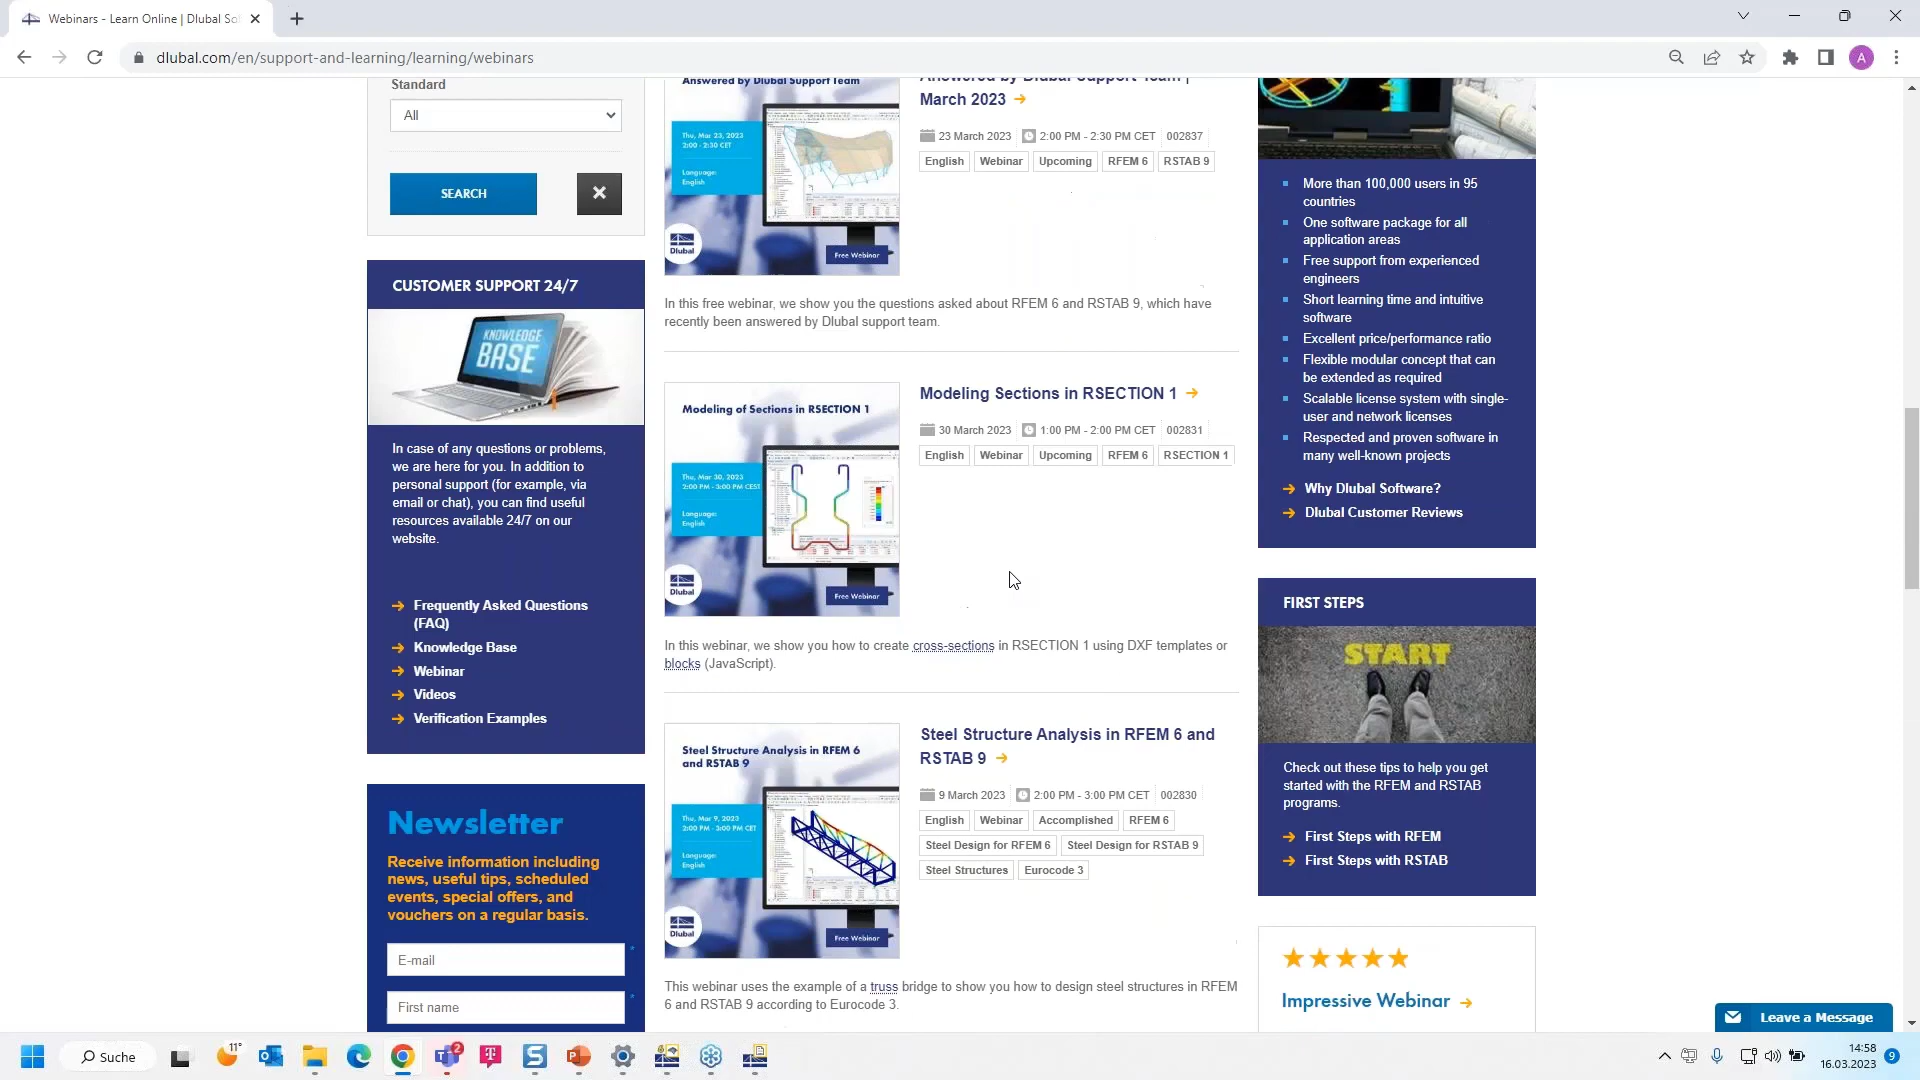 Webinars - Learn Online | Dlubal So
dlubal.com/en/support-and-learning/learning/webinars
A
Standard
All
SEARCH
CUSTOMER SUPPORT 24/7
KNOWLEDGE
BASE
In case of any questions or problems,
we are here for you. In addition to
personal support (for example, via
email or chat), you can find useful
resources available 24/7 on our
website.
Frequently Asked Questions
(FAQ)
Knowledge Base
Webinar
Videos
Verification Examples
Newsletter
Receive information including
news, useful tips, scheduled
events, special offers, and
vouchers on a regular basis.
E-mail
First name
Answered by Dlubal Support Team
Thu, Mar 23, 2023
2:00 - 2:30 CET
Language:
English
Dlubal
Free Webinar
Answered by Dlubal Support Team |
March 2023
23 March 2023 2:00 PM - 2:30 PM CET 002837
English Webinar Upcoming RFEM 6 RSTAB 9
In this free webinar, we show you the questions asked about RFEM 6 and RSTAB 9, which have
recently been answered by Dlubal support team.
Modeling of Sections in RSECTION 1
Thu, Mar 30, 2023
2:00 PM - 3:00 PM CEST
Language:
English
Dlubal
Free Webinar
Modeling Sections in RSECTION 1
30 March 2023 1:00 PM - 2:00 PM CET 002831
English Webinar Upcoming RFEM 6 RSECTION 1
In this webinar, we show you how to create cross-sections in RSECTION 1 using DXF templates or
blocks (JavaScript).
Steel Structure Analysis in RFEM 6
and RSTAB 9
Thu, Mar 9, 2023
2:00 PM - 3:00 PM CET
Language:
English
Dlubal
Free Webinar
Steel Structure Analysis in RFEM 6 and
RSTAB 9
9 March 2023 2:00 PM - 3:00 PM CET 002830
English Webinar Accomplished RFEM 6
Steel Design for RFEM 6 Steel Design for RSTAB 9
Steel Structures Eurocode 3
This webinar uses the example of a truss bridge to show you how to design steel structures in RFEM
6 and RSTAB 9 according to Eurocode 3.
More than 100,000 users in 95
countries
One software package for all
application areas
Free support from experienced
engineers
Short learning time and intuitive
software
Excellent price/performance ratio
Flexible modular concept that can
be extended as required
Scalable license system with single-
user and network licenses
Respected and proven software in
many well-known projects
Why Dlubal Software?
Dlubal Customer Reviews
FIRST STEPS
START
Check out these tips to help you get
started with the RFEM and RSTAB
programs.
First Steps with RFEM
First Steps with RSTAB
Impressive Webinar
Leave a Message
Suche
11°
2
14:58
16.03.2023
9